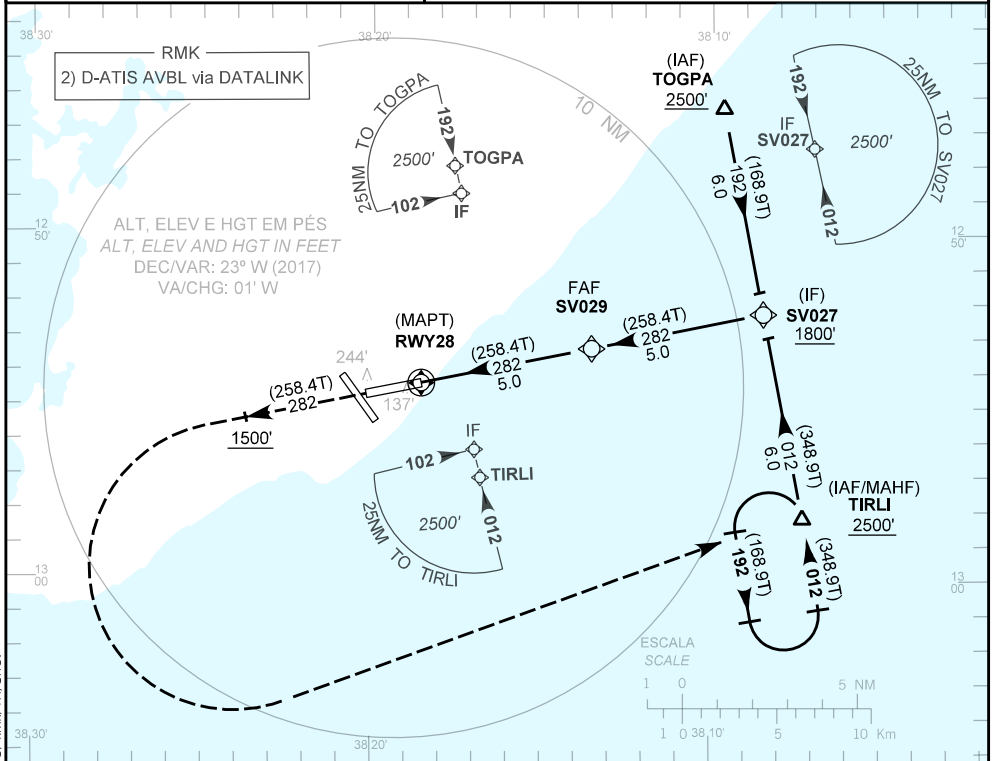 38 30
38 20
38 10
RMK
2) D-ATIS AVBL via DATALINK
10 NM
25NM TO TOGPA
192
2500'
TOGPA
102
IF
(IAF)
TOGPA
2500'
192
IF
SV027
2500'
012
25NM TO SV027
(168.9T)
192
6.0
12
50'
12
50'
ALT, ELEV E HGT EM PÉS
ALT, ELEV AND HGT IN FEET
DEC/VAR: 23º W (2017)
VA/CHG: 01' W
FAF
SV029
(IF)
SV027
1800'
(MAPT)
RWY28
(258.4T)
282
5.0
(258.4T)
282
5.0
244'
137'
(258.4T)
282
1500'
IF
102
TIRLI
2500'
012
25NM TO TIRLI
(348.9T)
012
6.0
(IAF/MAHF)
TIRLI
2500'
(168.9T)
192
(348.9T)
012
13
00
13
00
ESCALA
SCALE
1 0 5 NM
1 0 5 10 Km
38 30'
38 20'
38 10'